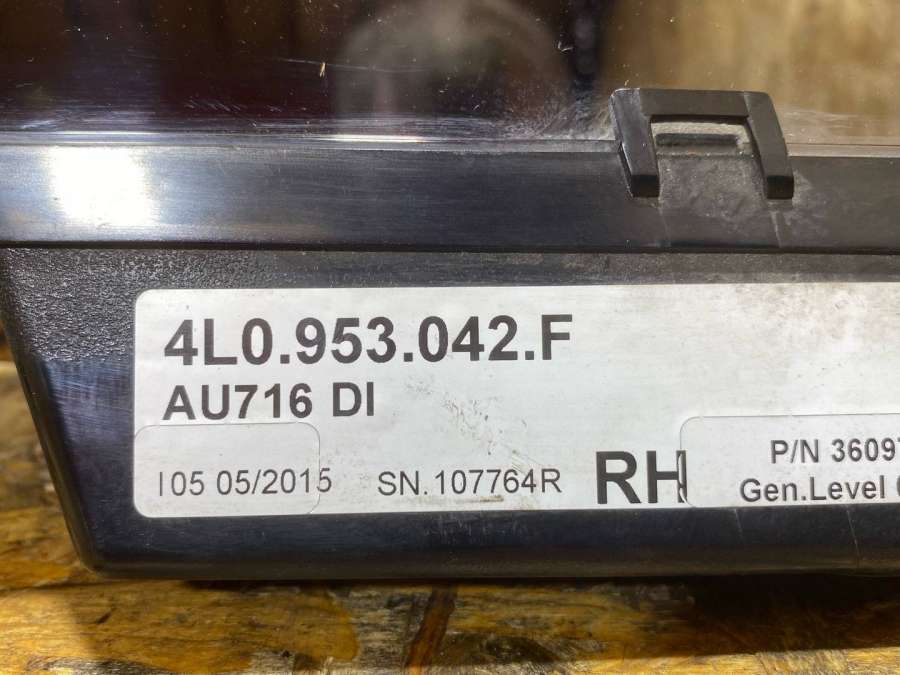 4L0.953.042.F
AU716 DI
I05 05/2015 SN.107764R RH
P/N 3609
Gen.Level